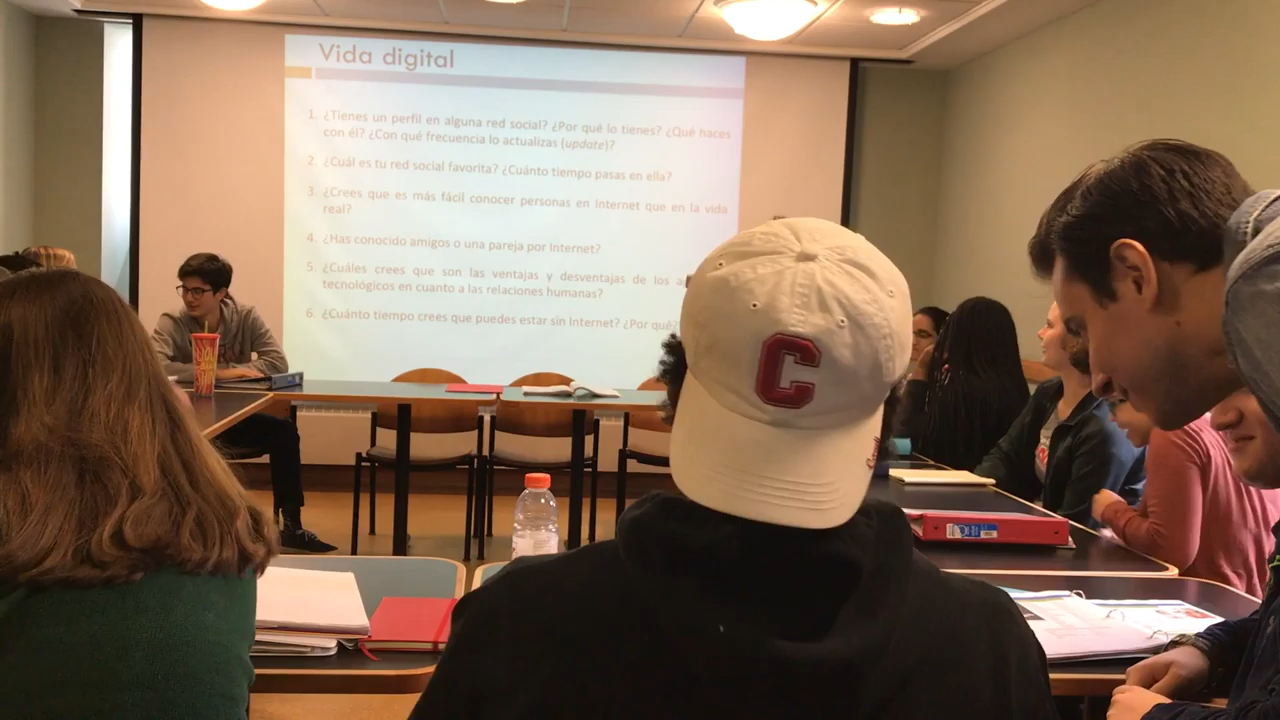 Vida digital
1. ¿Tienes un perfil en alguna red social? ¿Por qué lo tienes? ¿Qué haces
con él? ¿Con qué frecuencia lo actualizas (update)?
2. ¿Cuál es tu red social favorita? ¿Cuánto tiempo pasas en ella?
3. ¿Crees que es más fácil conocer personas en Internet que en la vida
real?
4. ¿Has conocido amigos o una pareja por Internet?
5. ¿Cuáles crees que son las ventajas y desventajas de los
tecnológicos en cuanto a las relaciones humanas?
6. ¿Cuánto tiempo crees que puedes estar sin Internet? ¿Por qué?
C